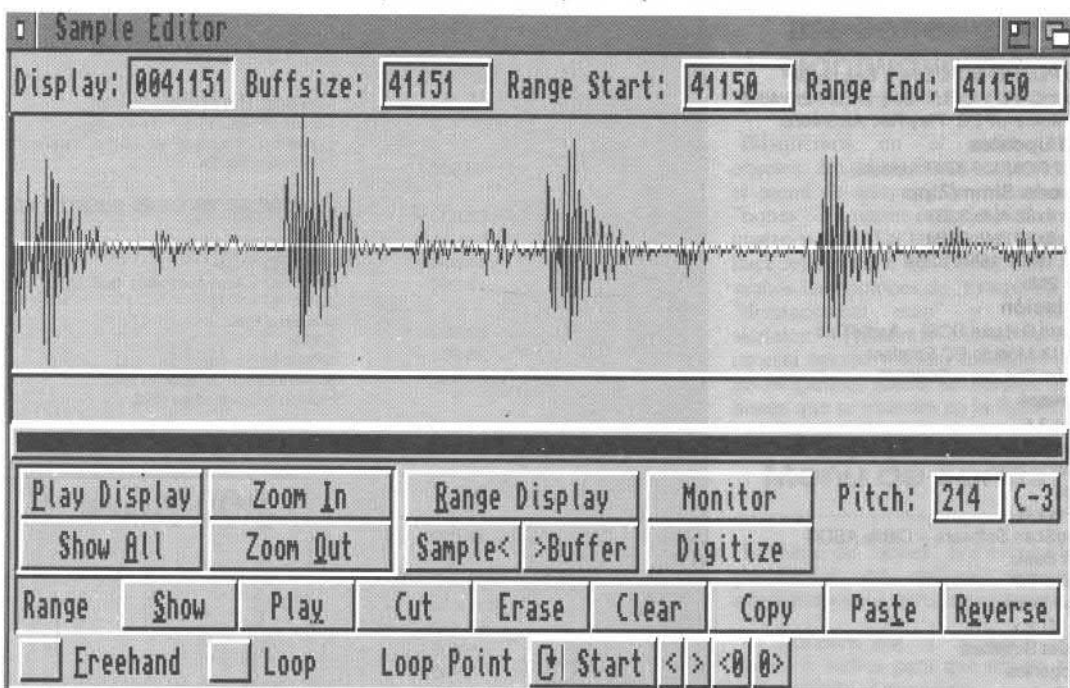 Sample Editor
Display: 0041151 Buffsize: 41151 Range Start: 41150 Range End: 41150
Play Display Zoom In Range Display Monitor Pitch: 214 C-3
Show All Zoom Out Sample< >Buffer Digitize
Range Show Play Cut Erase Clear Copy Paste Reverse
Freehand Loop Loop Point Start < > <0 0>